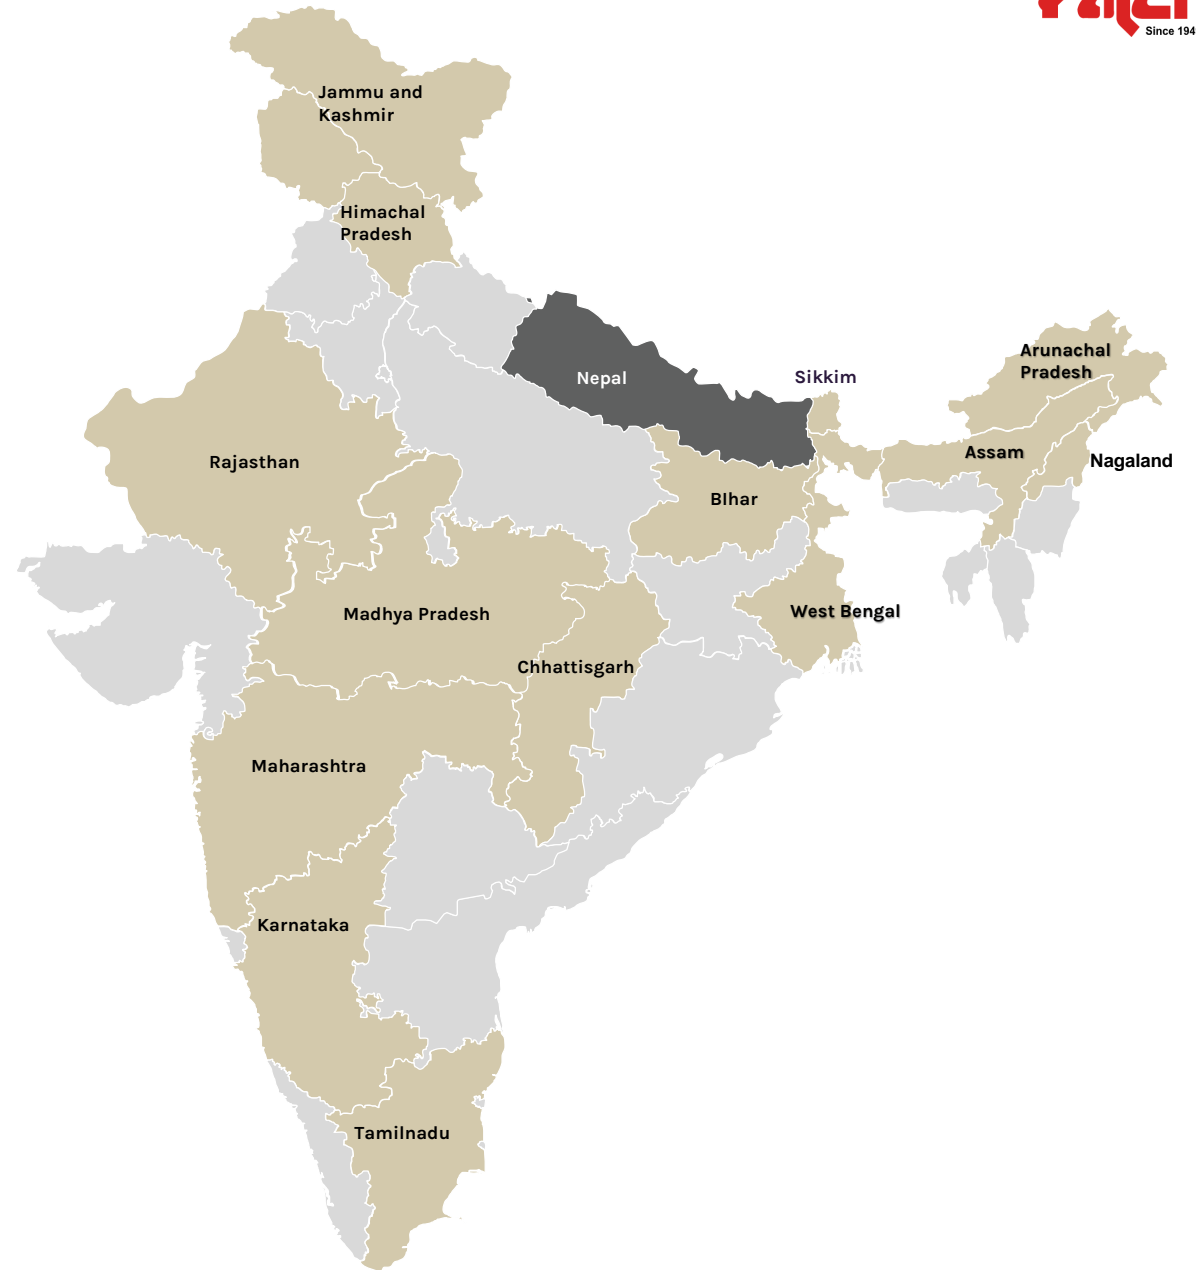 Since 194
Jammu and
Kashmir
Himachal
Pradesh
Arunachal
Pradesh
Nepal
Sikkim
Assam
Nagaland
Rajasthan
BIhar
Madhya Pradesh
West Bengal
Chhattisgarh
Maharashtra
Karnataka
Tamilnadu